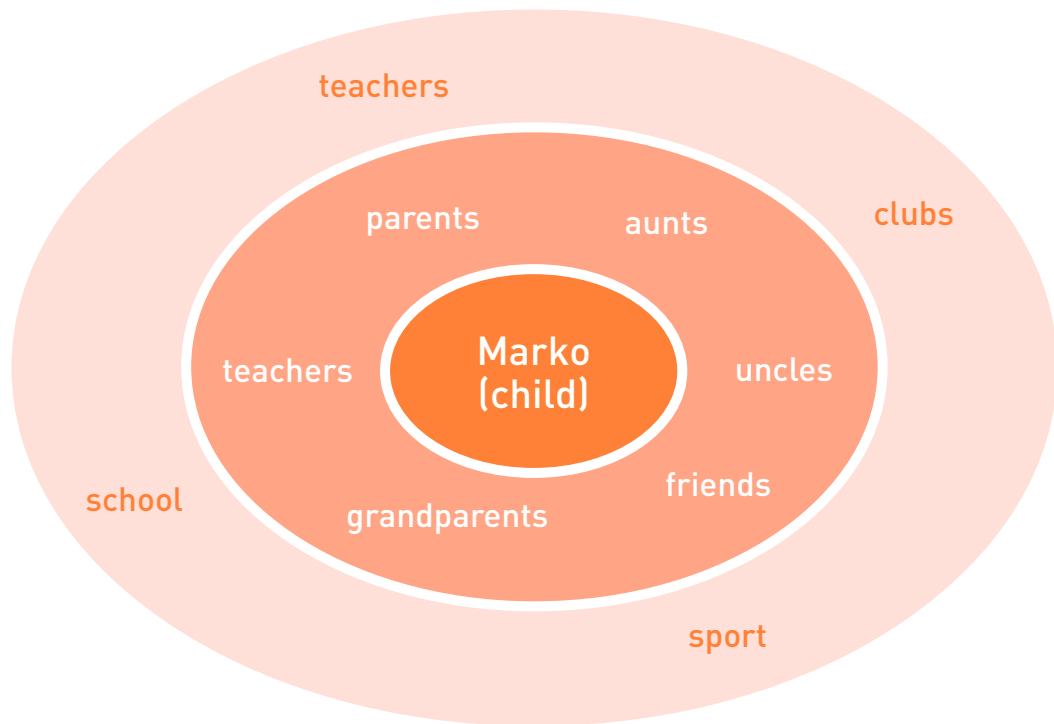 teachers
clubs
parents
aunts
Marko
(child)
teachers
uncles
friends
grandparents
school
sport